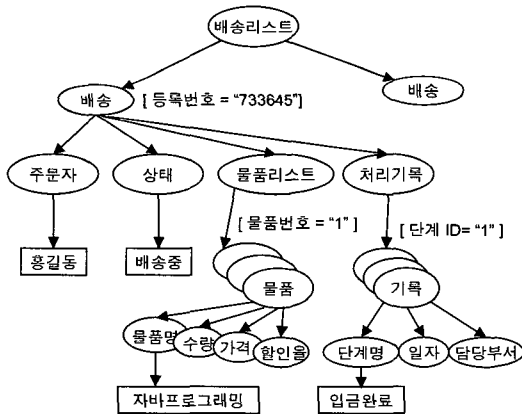 배송리스트
배송 [ 등록번호 = "733645"] 배송
주문자 상태 물품리스트 처리기록
[ 물품번호 = "1" ] [ 단계 ID= "1" ]
홍길동 배송중
물품 기록
물품명 수량 가격 할인율 단계명 일자 담당부서
자바프로그래밍 입금완료